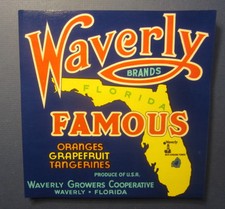 Waverly
BRANDS
FLORIDA
FAMOUS
ORANGES
GRAPEFRUIT
TANGERINES
PRODUCE OF U.S.A.
WAVERLY GROWERS COOPERATIVE
WAVERLY • FLORIDA